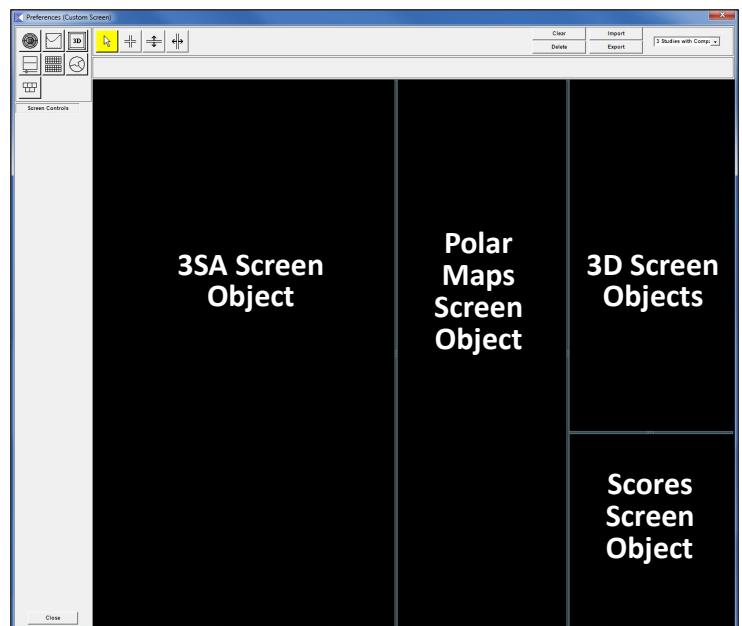 Preferences (Custom Screen)
3D
Clear
Import
3 Studies with Comp:
Delete
Export
Screen Controls
3SA Screen
Object
Polar
Maps
Screen
Object
3D Screen
Objects
Scores
Screen
Object
Close